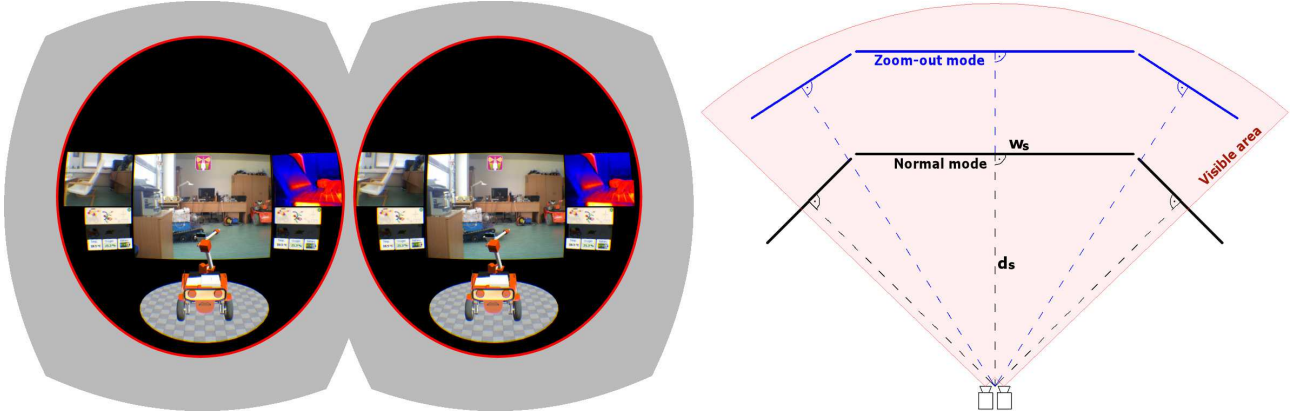 Zoom-out mode
Wₛ
Normal mode
Visible area
dₛ